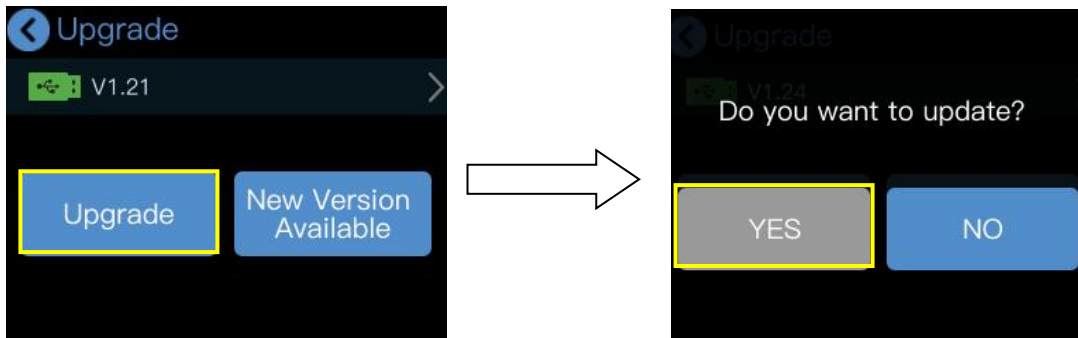 Upgrade
V1.21
Upgrade
New Version
Available
Upgrade
V1.24
Do you want to update?
YES
NO